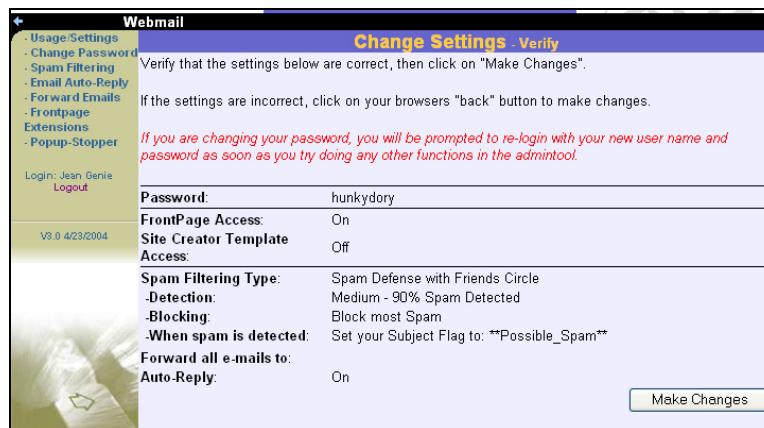 Webmail
- Usage/Settings
- Change Password
- Spam Filtering
- Email Auto-Reply
- Forward Emails
- Frontpage
Extensions
- Popup-Stopper
Login: Jean Genie
Logout
V3.0 4/23/2004
Change Settings - Verify
Verify that the settings below are correct, then click on "Make Changes".
If the settings are incorrect, click on your browsers "back" button to make changes.
If you are changing your password, you will be prompted to re-login with your new user name and
password as soon as you try doing any other functions in the admintool.
Password: hunkydory
FrontPage Access: On
Site Creator Template
Access: Off
Spam Filtering Type: Spam Defense with Friends Circle
-Detection: Medium - 90% Spam Detected
-Blocking: Block most Spam
-When spam is detected: Set your Subject Flag to: **Possible_Spam**
Forward all e-mails to:
Auto-Reply: On
Make Changes